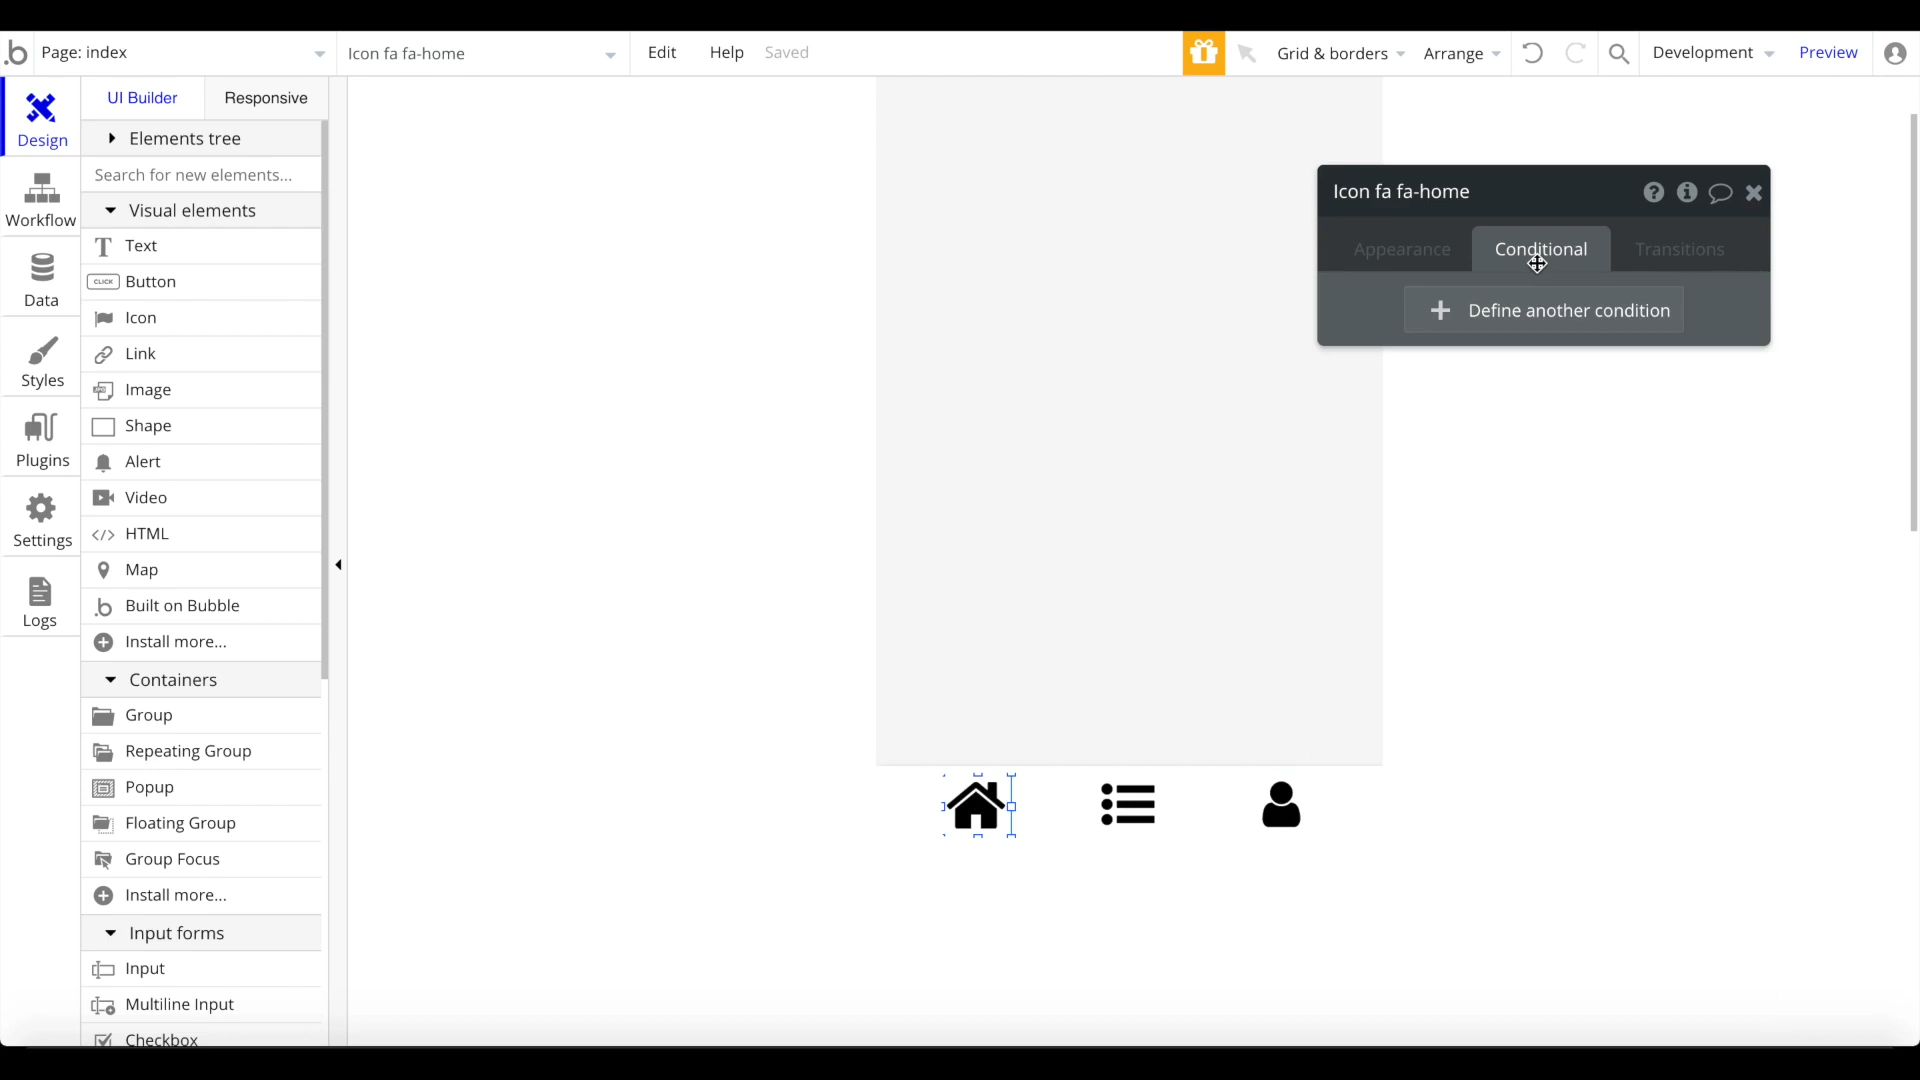 Page: index
Icon fa fa-home
Edit
Help
Saved
Grid & borders
Arrange
Development
Preview
Design
Workflow
Data
Styles
Plugins
Settings
Logs
UI Builder
Responsive
Elements tree
Search for new elements...
Visual elements
Text
CLICK
Button
Icon
Link
Image
Shape
Alert
Video
HTML
Map
Built on Bubble
Install more...
Containers
Group
Repeating Group
Popup
Floating Group
Group Focus
Install more...
Input forms
Input
Multiline Input
Checkbox
Icon fa fa-home
Appearance
Conditional
Transitions
Define another condition